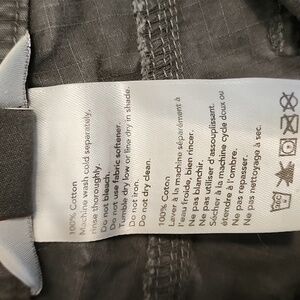 100% Cotton
Machine wash cold separately,
rinse thoroughly.
Do not bleach.
Do not use fabric softener.
Tumble dry low or line dry in shade.
Do not iron.
Do not dry clean.
100% Cotton
Laver à la machine séparément à
l'eau froide, bien rincer.
Ne pas blanchir.
Ne pas utiliser d'assouplissant.
Sécher à la machine cycle doux ou
étendre à l'ombre.
Ne pas repasser.
Ne pas nettoyage à sec.